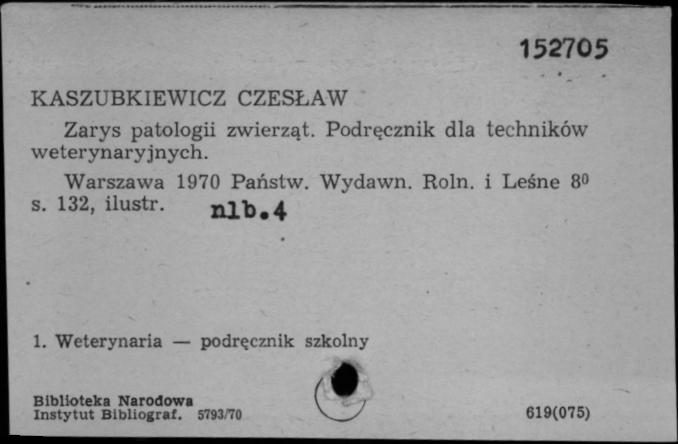 152705
KASZUBKIEWICZ CZESŁAW
Zarys patologii zwierząt. Podręcznik dla techników
weterynaryjnych.
Warszawa 1970 Państw. Wydawn. Roln. i Leśne 8⁰
s. 132, ilustr. nlb.4
1. Weterynaria — podręcznik szkolny
Biblioteka Narodowa
Instytut Bibliograf. 5793/70 619(075)